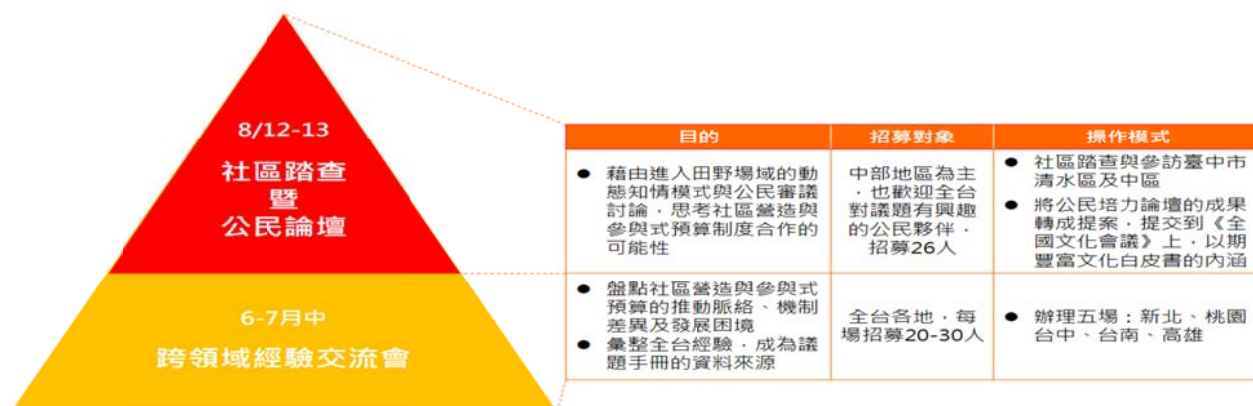 8/12-13
社區踏查
暨
公民論壇
6-7月中
跨領域經驗交流會
目的
招募對象
操作模式
● 藉由進入田野場域的動
態知情模式與公民審議
討論，思考社區營造與
參與式預算制度合作的
可能性
中部地區為主
，也歡迎全台
對議題有興趣
的公民夥伴，
招募26人
● 社區踏查與參訪臺中市
清水區及中區
● 將公民培力論壇的成果
轉成提案，提交到《全
國文化會議》上，以期
豐富文化白皮書的內涵
● 盤點社區營造與參與式
預算的推動脈絡、機制
差異及發展困境
● 彙整全台經驗，成為議
題手冊的資料來源
全台各地，每
場招募20-30人
● 辦理五場：新北、桃園
台中、台南、高雄